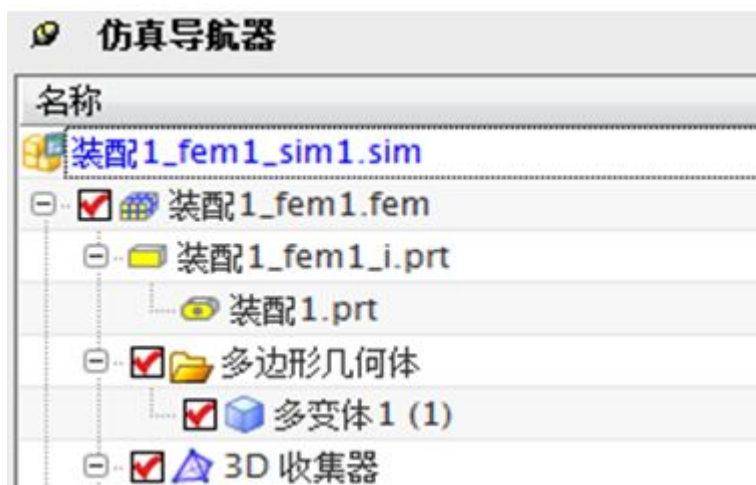 仿真导航器
名称
装配1_fem1_sim1.sim
装配1_fem1.fem
装配1_fem1_i.prt
装配1.prt
多边形几何体
多变体1 (1)
3D 收集器